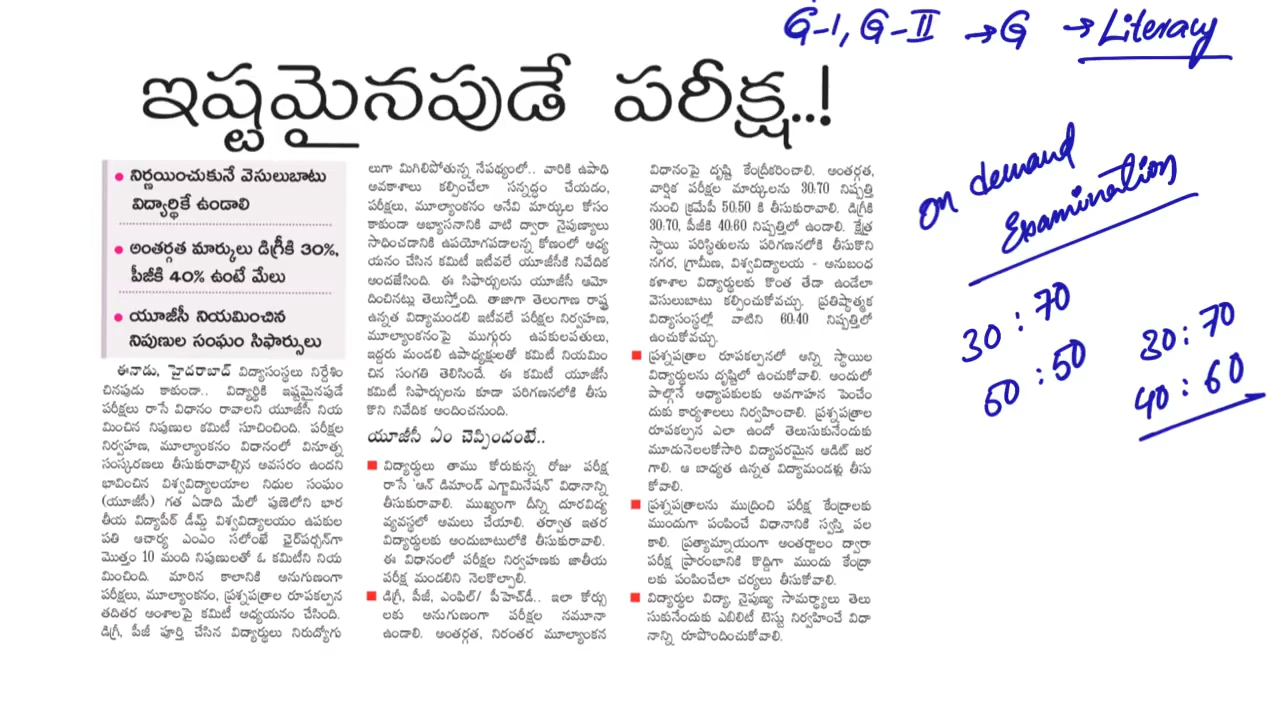 G-I, G-II → G → Literacy
ఇష్టమైనపుడే పరీక్ష..!
నిర్ణయించుకునే వెసులుబాటు
విద్యార్థికే ఉండాలి
అంతర్గత మార్కులు డిగ్రీకి 30%,
పీజీకి 40% ఉంటే మేలు
యూజీసీ నియమించిన
నిపుణుల సంఘం సిఫార్సులు
ఈనాడు, హైదరాబాద్ విద్యాసంస్థలు నిర్దేశిం
చినపుడు కాకుండా.. విద్యార్థికి ఇష్టమైనపుడే
పరీక్షలు రాసే విధానం రావాలని యూజీసీ నియ
మించిన నిపుణుల కమిటీ సూచించింది. పరీక్షల
నిర్వహణ, మూల్యాంకనం విధానంలో వినూత్న
సంస్కరణలు తీసుకురావాల్సిన అవసరం ఉందని
భావించిన విశ్వవిద్యాలయాల నిధుల సంఘం
(యూజీసీ) గత ఏడాది మేలో పుణెలోని భార
తీయ విద్యాపీఠ్ డీమ్డ్ విశ్వవిద్యాలయం ఉపకుల
పతి ఆచార్య ఎంఎం సలోంఖే ఛైర్‌పర్సన్‌గా
మొత్తం 10 మంది నిపుణులతో ఓ కమిటీని నియ
మించింది. మారిన కాలానికి అనుగుణంగా
పరీక్షలు, మూల్యాంకనం, ప్రశ్నపత్రాల రూపకల్పన
తదితర అంశాలపై కమిటీ అధ్యయనం చేసింది.
డిగ్రీ, పీజీ పూర్తి చేసిన విద్యార్థులు నిరుద్యోగు
లుగా మిగిలిపోతున్న నేపథ్యంలో.. వారికి ఉపాధి
అవకాశాలు కల్పించేలా సన్నద్ధం చేయడం,
పరీక్షలు, మూల్యాంకనం అనేవి మార్కుల కోసం
కాకుండా అభ్యాసనానికి వాటి ద్వారా నైపుణ్యాలు
సాధించడానికి ఉపయోగపడాలన్న కోణంలో అధ్య
యనం చేసిన కమిటీ ఇటీవలే యూజీసీకి నివేదిక
అందజేసింది. ఈ సిఫార్సులను యూజీసీ ఆమో
దించినట్లు తెలుస్తోంది. తాజాగా తెలంగాణ రాష్ట్ర
ఉన్నత విద్యామండలి ఇటీవలే పరీక్షల నిర్వహణ,
మూల్యాంకనంపై ముగ్గురు ఉపకులపతులు,
ఇద్దరు మండలి ఉపాధ్యక్షులతో కమిటీ నియమిం
చిన సంగతి తెలిసిందే. ఈ కమిటీ యూజీసీ
కమిటీ సిఫార్సులను కూడా పరిగణనలోకి తీసు
కొని నివేదిక అందించనుంది.
యూజీసీ ఏం చెప్పిందంటే..
విద్యార్థులు తాము కోరుకున్న రోజు పరీక్ష
రాసే 'ఆన్ డిమాండ్ ఎగ్జామినేషన్' విధానాన్ని
తీసుకురావాలి. ముఖ్యంగా దీన్ని దూరవిద్య
వ్యవస్థలో అమలు చేయాలి. తర్వాత ఇతర
విద్యార్థులకు అందుబాటులోకి తీసుకురావాలి.
ఈ విధానంలో పరీక్షల నిర్వహణకు జాతీయ
పరీక్ష మండలిని నెలకొల్పాలి.
డిగ్రీ, పీజీ, ఎంఫిల్/ పీహెచ్‌డీ.. ఇలా కోర్సు
లకు అనుగుణంగా పరీక్షల నమూనా
ఉండాలి. అంతర్గత, నిరంతర మూల్యాంకన
విధానంపై దృష్టి కేంద్రీకరించాలి. అంతర్గత,
వార్షిక పరీక్షల మార్కులను 30:70 నిష్పత్తి
నుంచి క్రమేపీ 50:50 కి తీసుకురావాలి. డిగ్రీకి
30:70, పీజీకి 40:60 నిష్పత్తిలో ఉండాలి. క్షేత్ర
స్థాయి పరిస్థితులను పరిగణనలోకి తీసుకొని
నగర, గ్రామీణ, విశ్వవిద్యాలయ - అనుబంధ
కళాశాల విద్యార్థులకు కొంత తేడా ఉండేలా
వెసులుబాటు కల్పించుకోవచ్చు. ప్రతిష్ఠాత్మక
విద్యాసంస్థల్లో వాటిని 60:40 నిష్పత్తిలో
ఉంచుకోవచ్చు.
ప్రశ్నపత్రాల రూపకల్పనలో అన్ని స్థాయిల
విద్యార్థులను దృష్టిలో ఉంచుకోవాలి. అందులో
పాల్గొనే అధ్యాపకులకు అవగాహన పెంచేం
దుకు కార్యశాలలు నిర్వహించాలి. ప్రశ్నపత్రాల
రూపకల్పన ఎలా ఉందో తెలుసుకునేందుకు
మూడునెలలకోసారి విద్యాపరమైన ఆడిట్ జర
గాలి. ఆ బాధ్యత ఉన్నత విద్యామండళ్లు తీసు
కోవాలి.
ప్రశ్నపత్రాలను ముద్రించి పరీక్ష కేంద్రాలకు
ముందుగా పంపించే విధానానికి స్వస్తి పల
కాలి. ప్రత్యామ్నాయంగా అంతర్జాలం ద్వారా
పరీక్ష ప్రారంభానికి కొద్దిగా ముందు కేంద్రా
లకు పంపించేలా చర్యలు తీసుకోవాలి.
విద్యార్థుల విద్యా, నైపుణ్య సామర్థ్యాలు తెలు
సుకునేందుకు ఎబిలిటీ టెస్టు నిర్వహించే విధా
నాన్ని రూపొందించుకోవాలి.
on demand
Examination
30 : 70
50 : 50
30 : 70
40 : 60